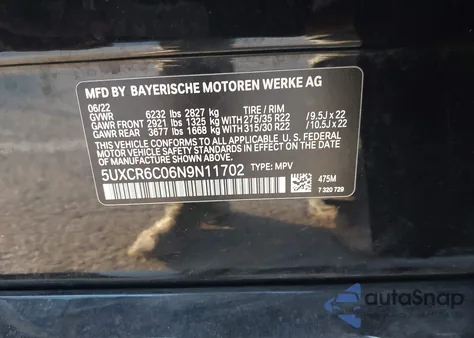 MFD BY BAYERISCHE MOTOREN WERKE AG
06/22
GVWR 6232 lbs 2827 kg TIRE / RIM
GAWR FRONT 2921 lbs 1325 kg WITH 275/35 R22 / 9.5J x 22
GAWR REAR 3677 lbs 1668 kg WITH 315/30 R22 / 10.5J x 22
THIS VEHICLE CONFORMS TO ALL APPLICABLE U.S. FEDERAL
MOTOR VEHICLE SAFETY STANDARDS IN EFFECT
ON THE DATE OF MANUFACTURE SHOWN ABOVE.
5UXCR6C06N9N11702 TYPE: MPV 475M
7 320 729
autoSnap